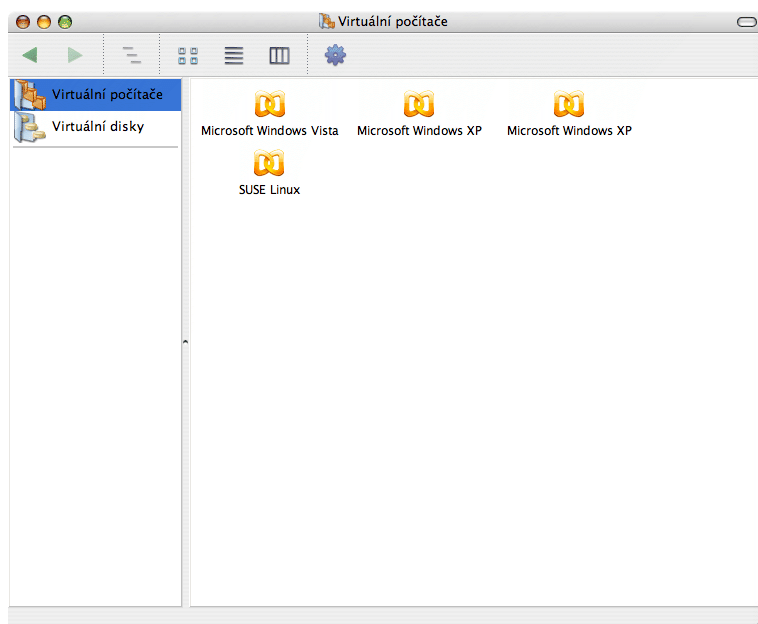 Virtuální počítače
Virtuální počítače
Virtuální disky
Microsoft Windows Vista
Microsoft Windows XP
Microsoft Windows XP
SUSE Linux